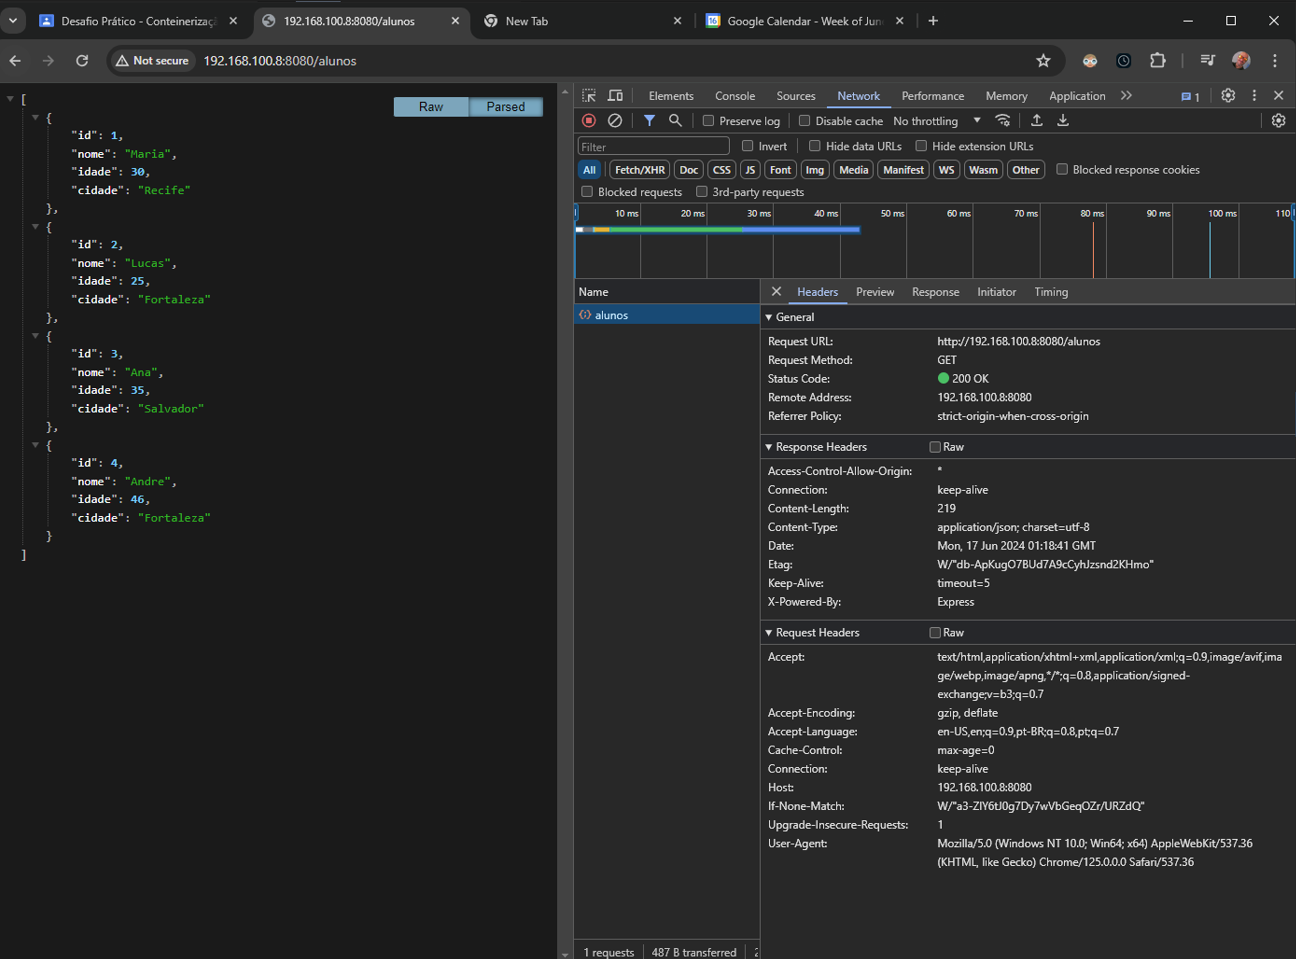 Desafio Prático - Conteinerizaç
192.168.100.8:8080/alunos
New Tab
16
Google Calendar - Week of Jun
Not secure
192.168.100.8:8080/alunos
Raw
Parsed
[
{
"id": 1,
"nome": "Maria",
"idade": 30,
"cidade": "Recife"
},
{
"id": 2,
"nome": "Lucas",
"idade": 25,
"cidade": "Fortaleza"
},
{
"id": 3,
"nome": "Ana",
"idade": 35,
"cidade": "Salvador"
},
{
"id": 4,
"nome": "Andre",
"idade": 46,
"cidade": "Fortaleza"
}
]
Elements Console Sources Network Performance Memory Application 1
Preserve log Disable cache No throttling
Filter Invert Hide data URLs Hide extension URLs
All Fetch/XHR Doc CSS JS Font Img Media Manifest WS Wasm Other Blocked response cookies
Blocked requests 3rd-party requests
10 ms 20 ms 30 ms 40 ms 50 ms 60 ms 70 ms 80 ms 90 ms 100 ms 110
Name
alunos
Headers Preview Response Initiator Timing
General
Request URL: http://192.168.100.8:8080/alunos
Request Method: GET
Status Code: 200 OK
Remote Address: 192.168.100.8:8080
Referrer Policy: strict-origin-when-cross-origin
Response Headers Raw
Access-Control-Allow-Origin: *
Connection: keep-alive
Content-Length: 219
Content-Type: application/json; charset=utf-8
Date: Mon, 17 Jun 2024 01:18:41 GMT
Etag: W/"db-ApKugO7BUd7A9cCyhJzsnd2KHmo"
Keep-Alive: timeout=5
X-Powered-By: Express
Request Headers Raw
Accept: text/html,application/xhtml+xml,application/xml;q=0.9,image/avif,ima
ge/webp,image/apng,*/*;q=0.8,application/signed-
exchange;v=b3;q=0.7
Accept-Encoding: gzip, deflate
Accept-Language: en-US,en;q=0.9,pt-BR;q=0.8,pt;q=0.7
Cache-Control: max-age=0
Connection: keep-alive
Host: 192.168.100.8:8080
If-None-Match: W/"a3-ZIY6tJ0g7Dy7wVbGeqOZr/URZdQ"
Upgrade-Insecure-Requests: 1
User-Agent: Mozilla/5.0 (Windows NT 10.0; Win64; x64) AppleWebKit/537.36
(KHTML, like Gecko) Chrome/125.0.0.0 Safari/537.36
1 requests 487 B transferred